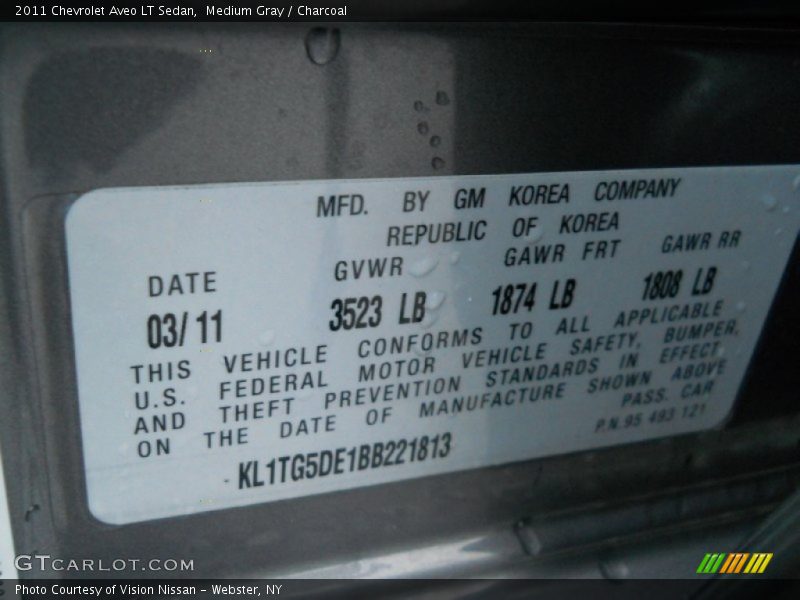 2011 Chevrolet Aveo LT Sedan, Medium Gray / Charcoal
MFD. BY GM KOREA COMPANY
REPUBLIC OF KOREA
DATE GVWR GAWR FRT GAWR RR
03/11 3523 LB 1874 LB 1808 LB
THIS VEHICLE CONFORMS TO ALL APPLICABLE
U.S. FEDERAL MOTOR VEHICLE SAFETY, BUMPER,
AND THEFT PREVENTION STANDARDS IN EFFECT
ON THE DATE OF MANUFACTURE SHOWN ABOVE
PASS. CAR
KL1TG5DE1BB221813 P.N.95 493 121
GTCARLOT.COM
Photo Courtesy of Vision Nissan - Webster, NY